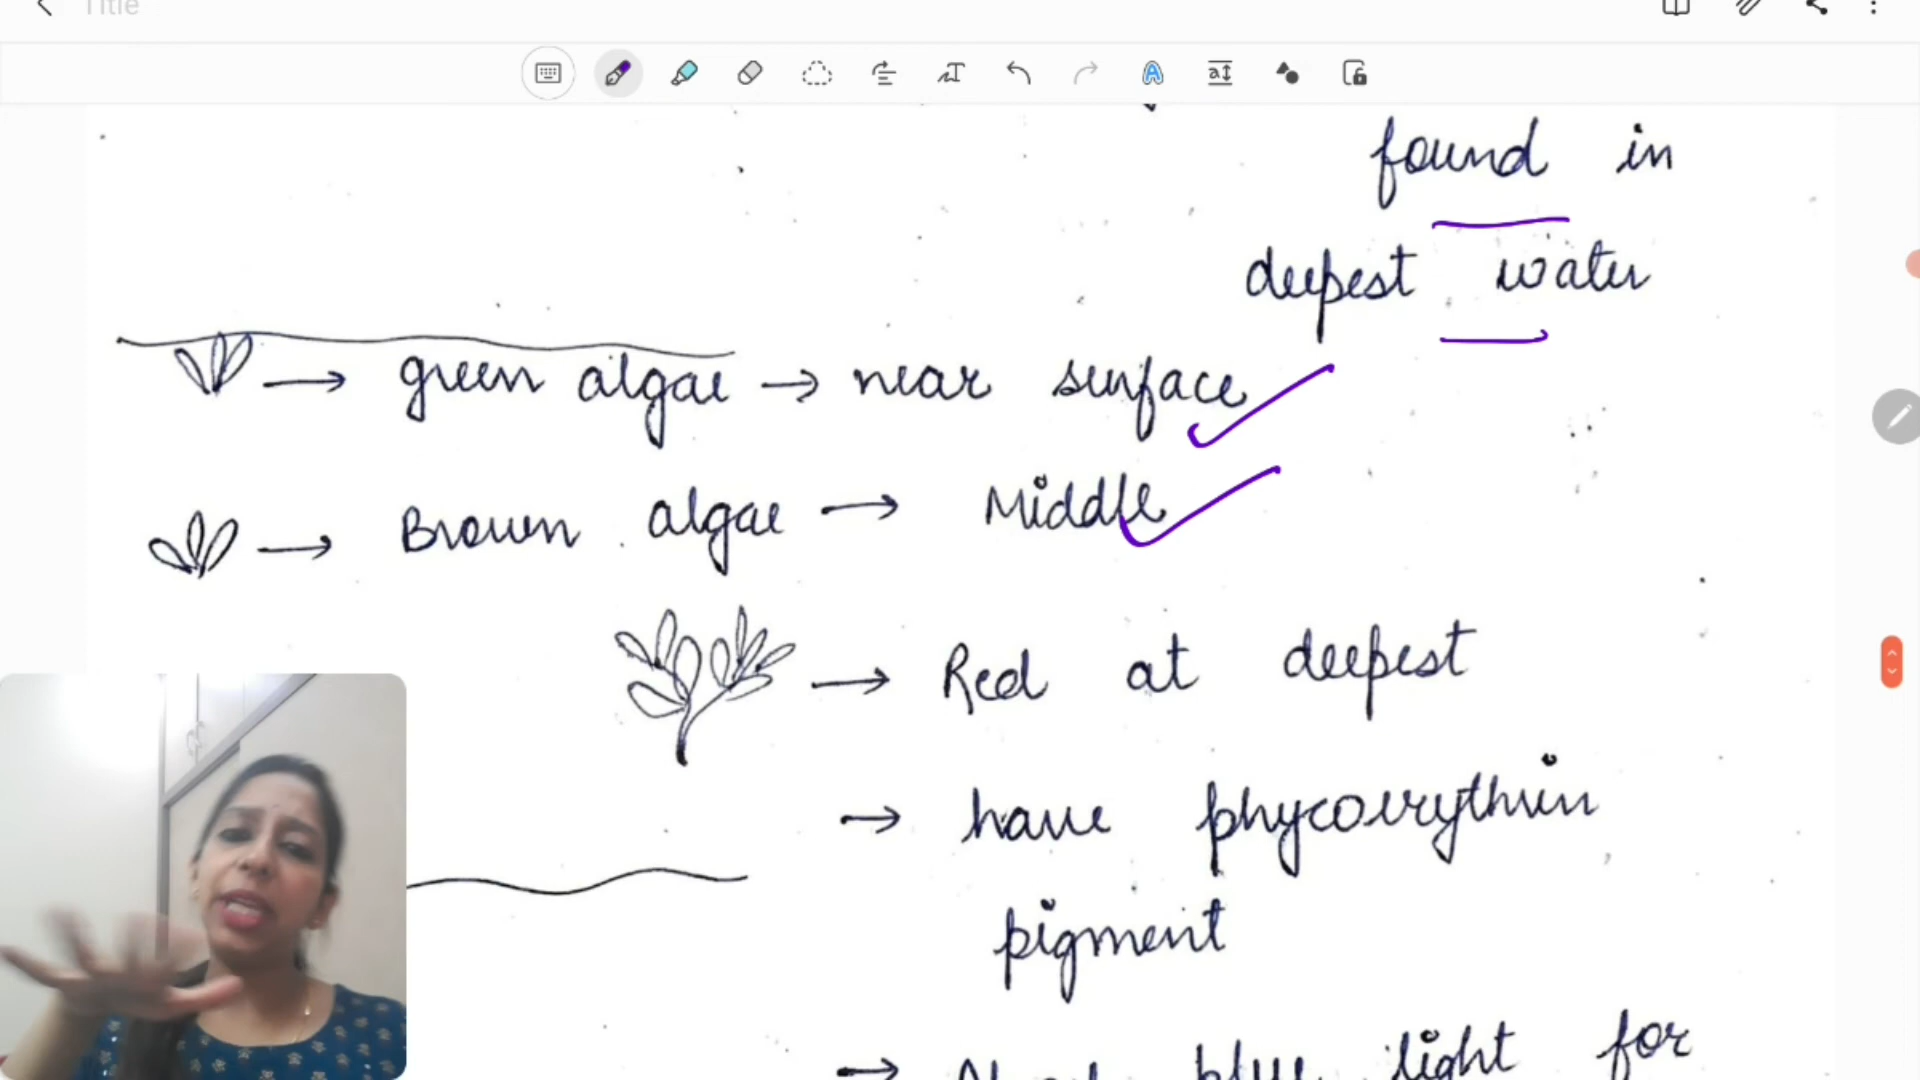 Title
found in
deepest water
green algae → near surface
Brown algae → Middle
→ Red at deepest
→ have phycoerythrin
pigment
blue light for